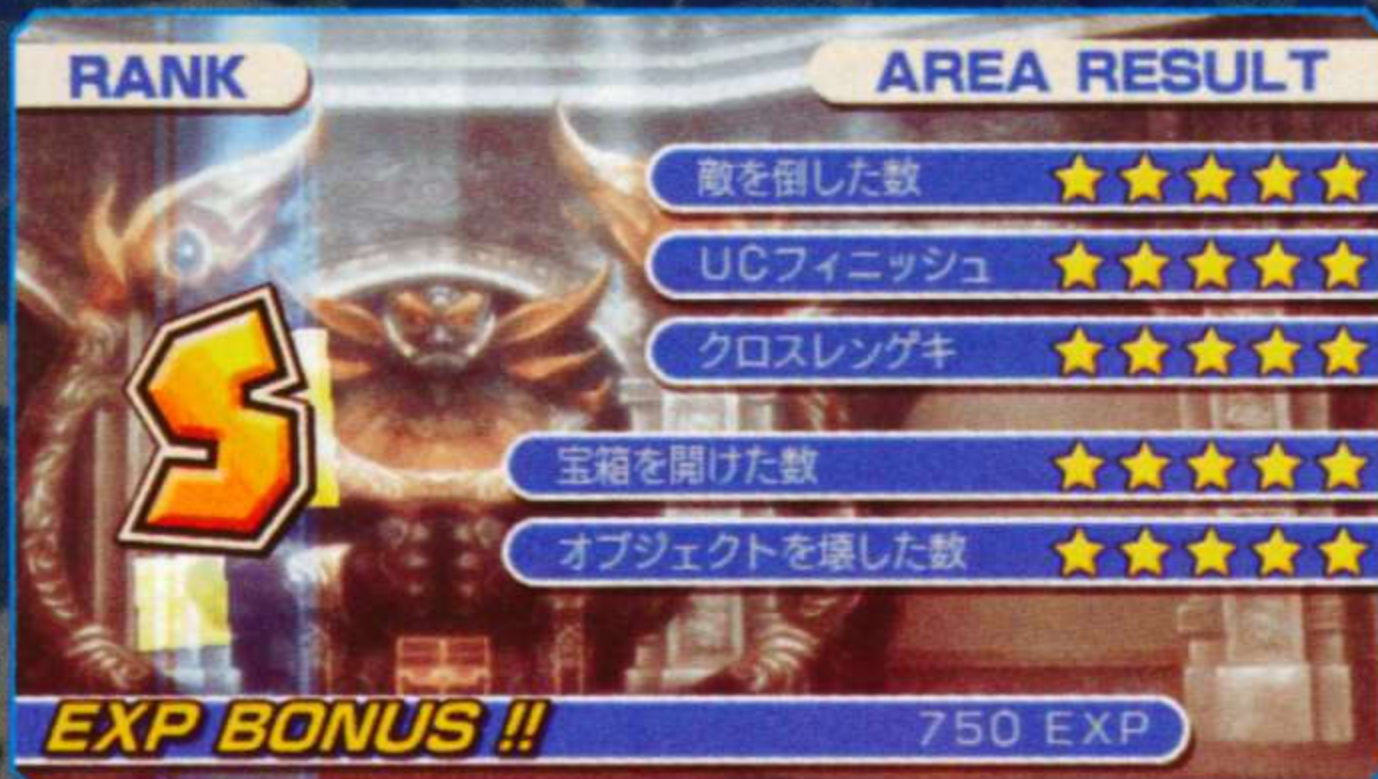 RANK
AREA RESULT
敵を倒した数
UCフィニッシュ
クロスレンゲキ
S
宝箱を開けた数
オブジェクトを壊した数
EXP BONUS !!
750 EXP